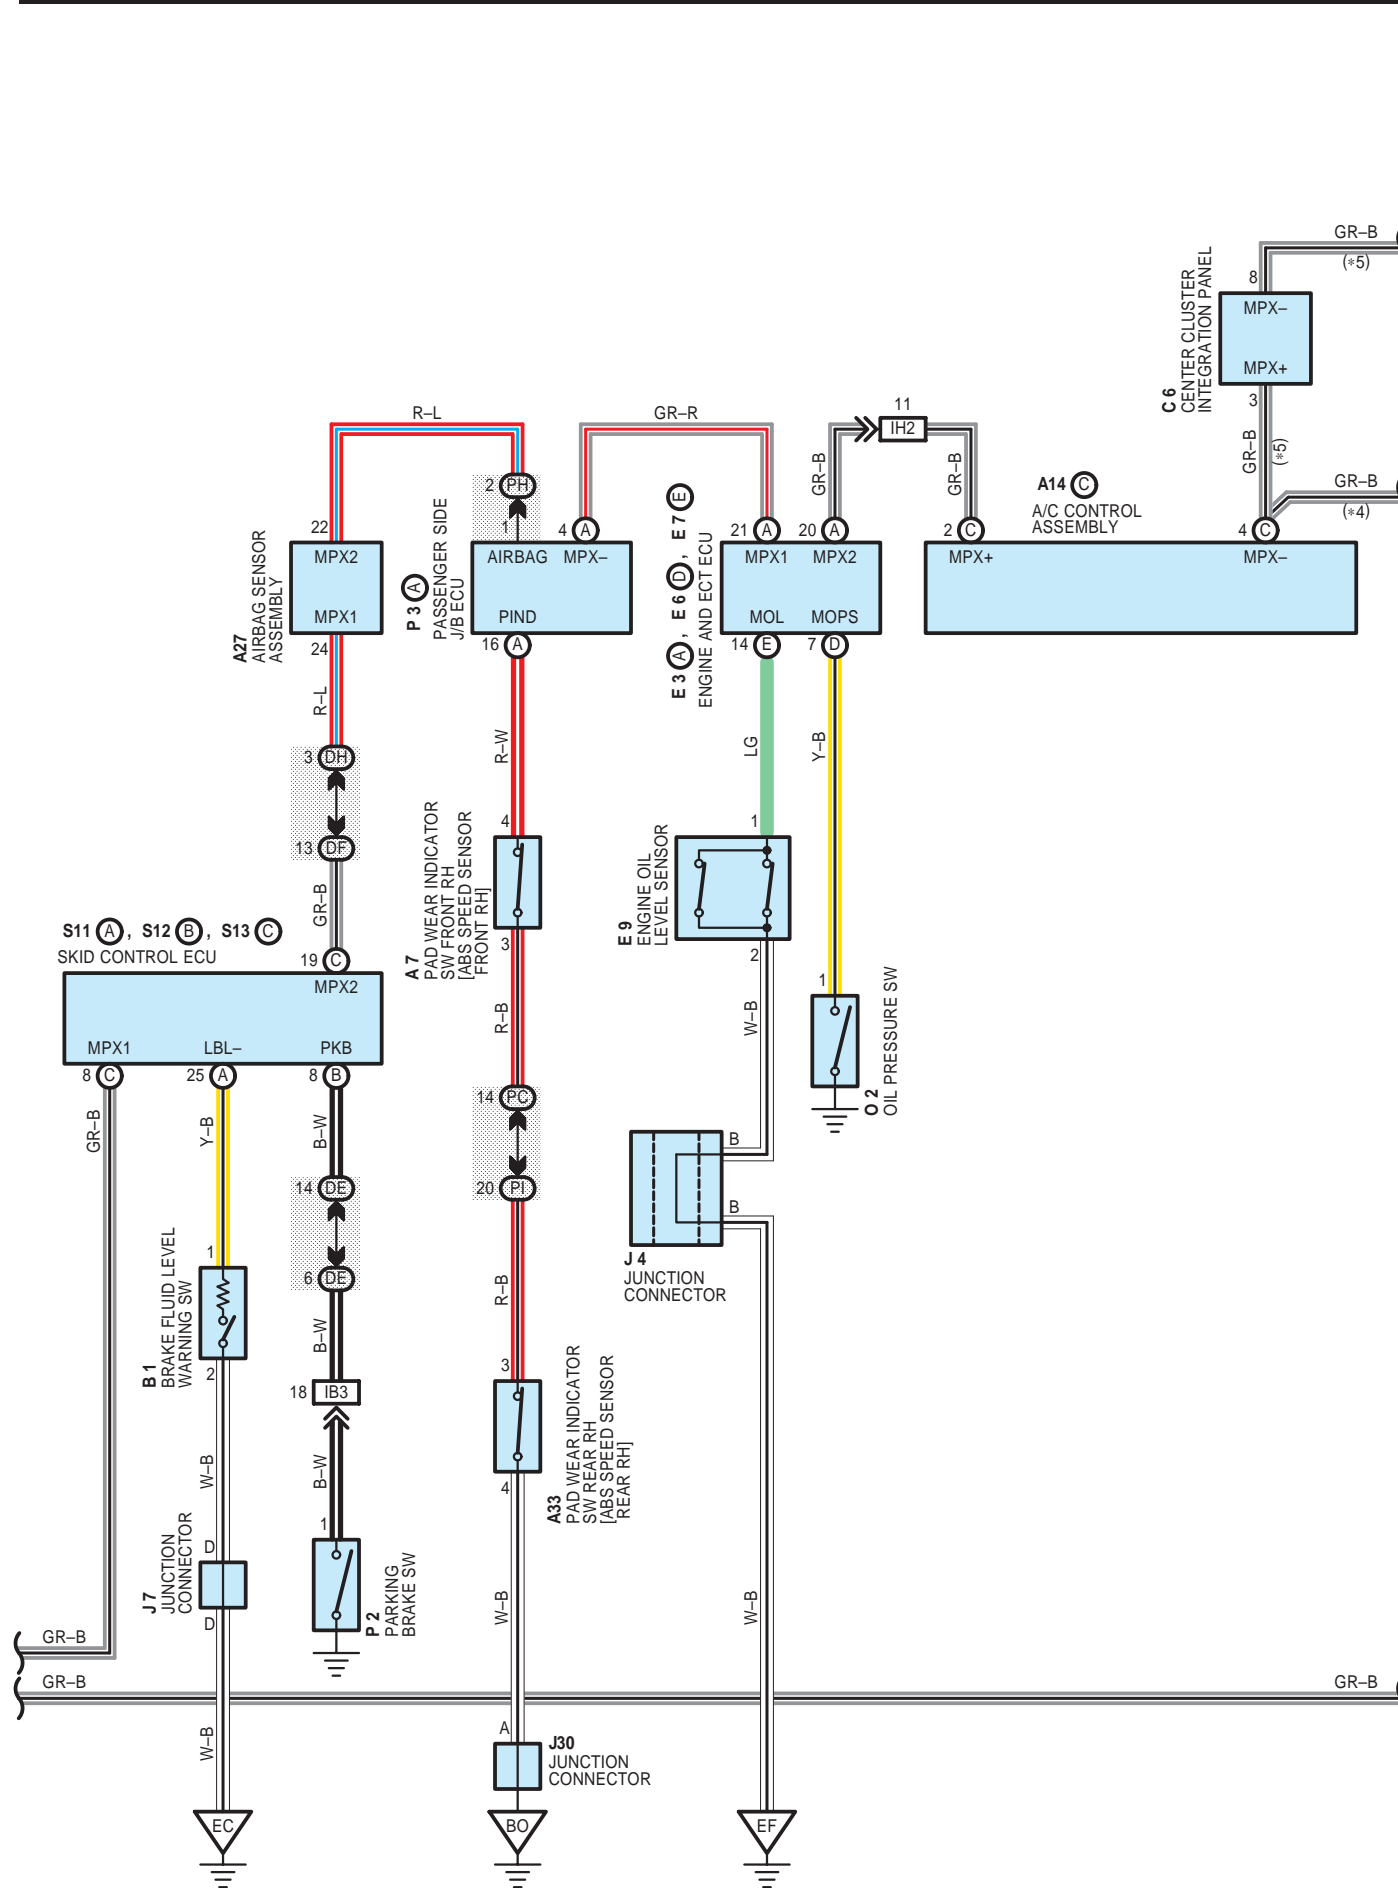 GR–B
(*5)
8
MPX–
MPX+
3
C 6
CENTER CLUSTER
INTEGRATION PANEL
GR–B
(*5)
GR–B
(*4)
R–L
GR–R
11
IH2
GR–B
GR–B
2 PH
1
4 A
21 A
20 A
2 C
4 C
A14 C
A/C CONTROL
ASSEMBLY
MPX+
MPX–
22
MPX2
MPX1
24
A27
AIRBAG SENSOR
ASSEMBLY
AIRBAG
MPX–
PIND
16 A
P 3 A
PASSENGER SIDE
J/B ECU
MPX1
MPX2
MOL
MOPS
14 E
7 D
E 3 A, E 6 D, E 7 E
ENGINE AND ECT ECU
R–L
R–W
LG
Y–B
3 DH
13 DF
GR–B
4
3
A 7
PAD WEAR INDICATOR
SW FRONT RH
[ABS SPEED SENSOR
FRONT RH]
1
2
E 9
ENGINE OIL
LEVEL SENSOR
S11 A, S12 B, S13 C
SKID CONTROL ECU
19 C
MPX2
MPX1
LBL–
PKB
8 C
25 A
8 B
R–B
W–B
1
O 2
OIL PRESSURE SW
GR–B
Y–B
B–W
14 PC
20 PI
B
B
J 4
JUNCTION
CONNECTOR
14 DE
6 DE
1
2
B 1
BRAKE FLUID LEVEL
WARNING SW
B–W
R–B
18
IB3
3
4
A33
PAD WEAR INDICATOR
SW REAR RH
[ABS SPEED SENSOR
REAR RH]
W–B
B–W
1
P 2
PARKING
BRAKE SW
D
D
J 7
JUNCTION
CONNECTOR
W–B
W–B
GR–B
GR–B
GR–B
W–B
A
J30
JUNCTION
CONNECTOR
EC
BO
EF